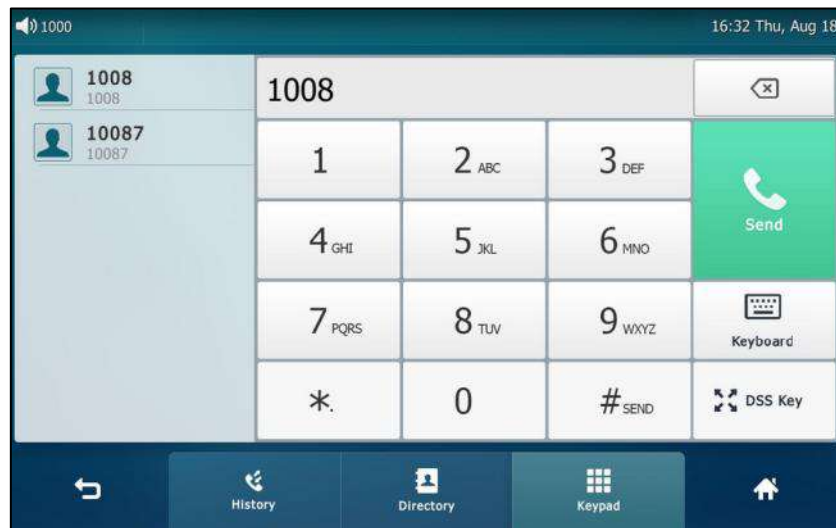 1000
16:32 Thu, Aug 18
1008
1008
10087
10087
1008
1
2 ABC
3 DEF
Send
4 GHI
5 JKL
6 MNO
7 PQRS
8 TUV
9 WXYZ
Keyboard
*.
0
#SEND
DSS Key
History
Directory
Keypad